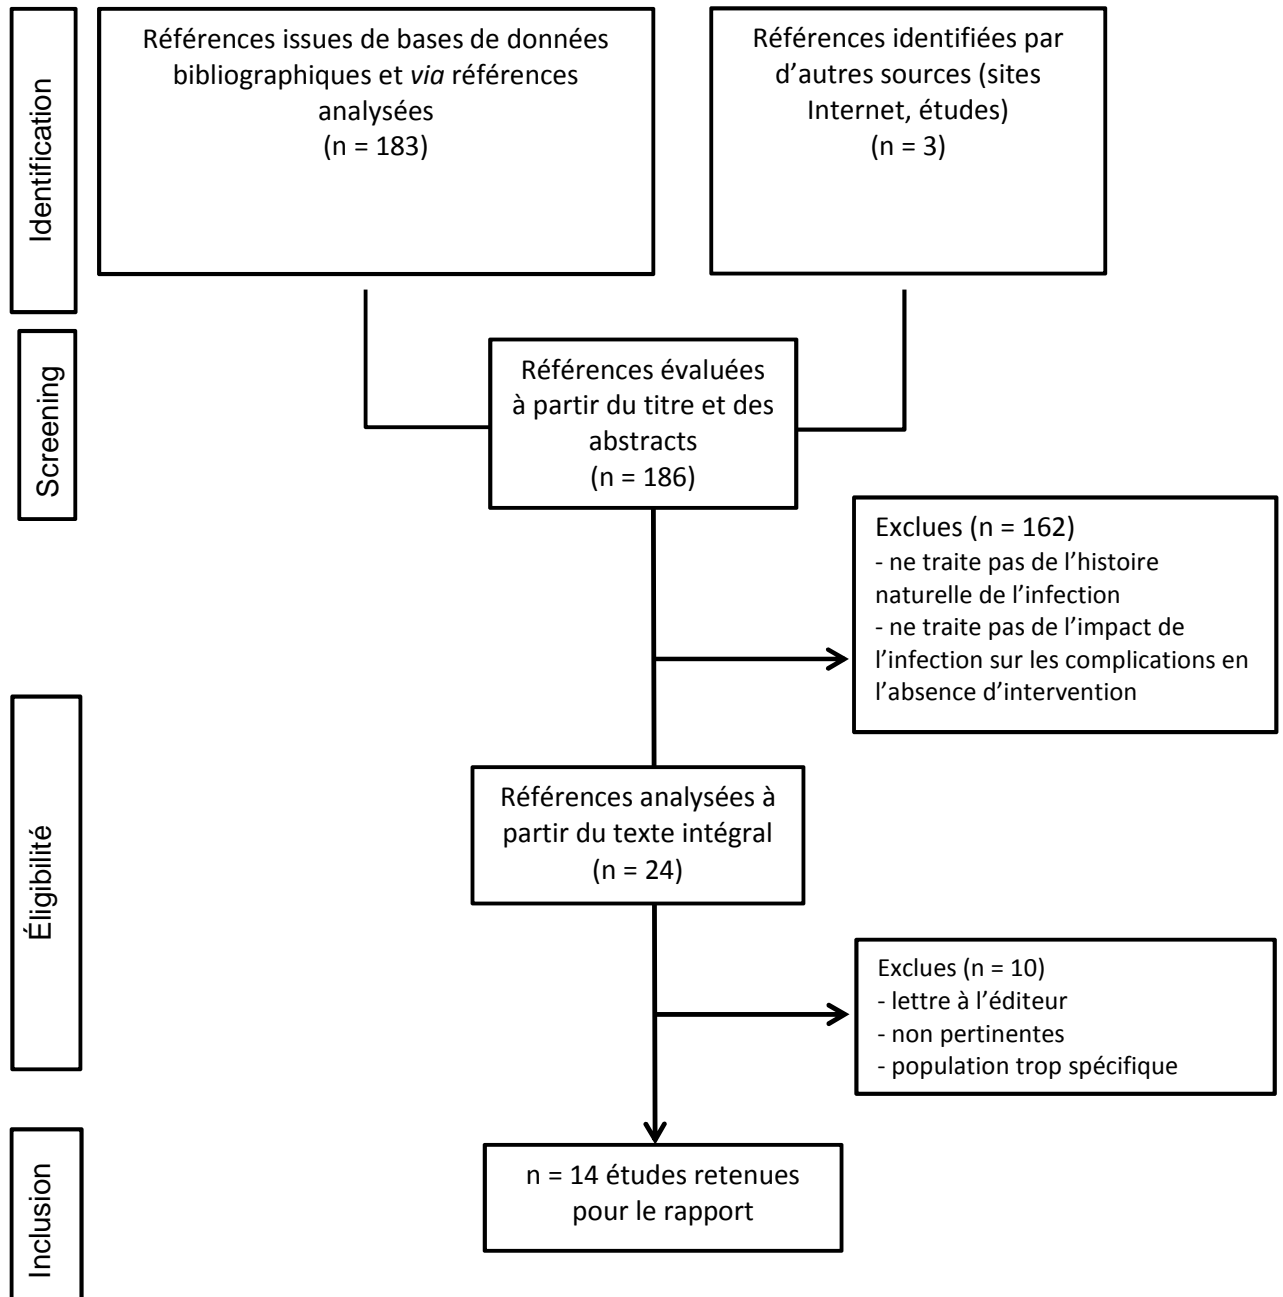 Identification
Références issues de bases de données
bibliographiques et via références
analysées
(n = 183)
Références identifiées par
d’autres sources (sites
Internet, études)
(n = 3)
Screening
Références évaluées
à partir du titre et des
abstracts
(n = 186)
Exclues (n = 162)
- ne traite pas de l’histoire
naturelle de l’infection
- ne traite pas de l’impact de
l’infection sur les complications en
l’absence d’intervention
Éligibilité
Références analysées à
partir du texte intégral
(n = 24)
Exclues (n = 10)
- lettre à l’éditeur
- non pertinentes
- population trop spécifique
Inclusion
n = 14 études retenues
pour le rapport